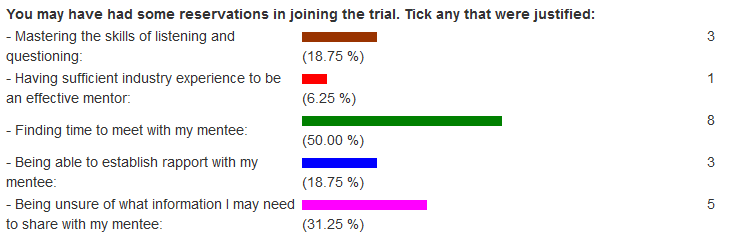 You may have had some reservations in joining the trial. Tick any that were justified:
- Mastering the skills of listening and
questioning:
3
(18.75 %)
- Having sufficient industry experience to be
an effective mentor:
1
(6.25 %)
- Finding time to meet with my mentee:
8
(50.00 %)
- Being able to establish rapport with my
mentee:
3
(18.75 %)
- Being unsure of what information I may need
to share with my mentee:
5
(31.25 %)